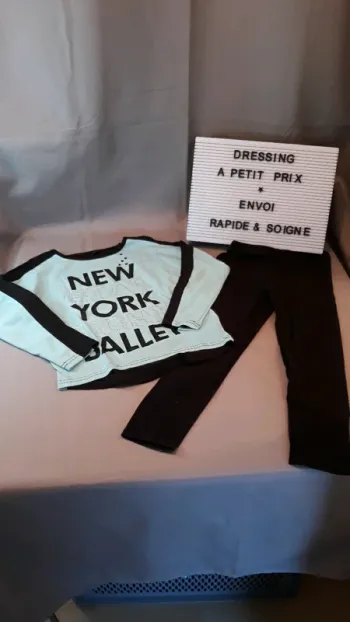 DRESSING
A PETIT PRIX
*
ENVOI
RAPIDE & SOIGNE
NEW
YORK
BALLET